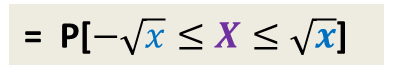 = P[−√x ≤ X ≤ √x]